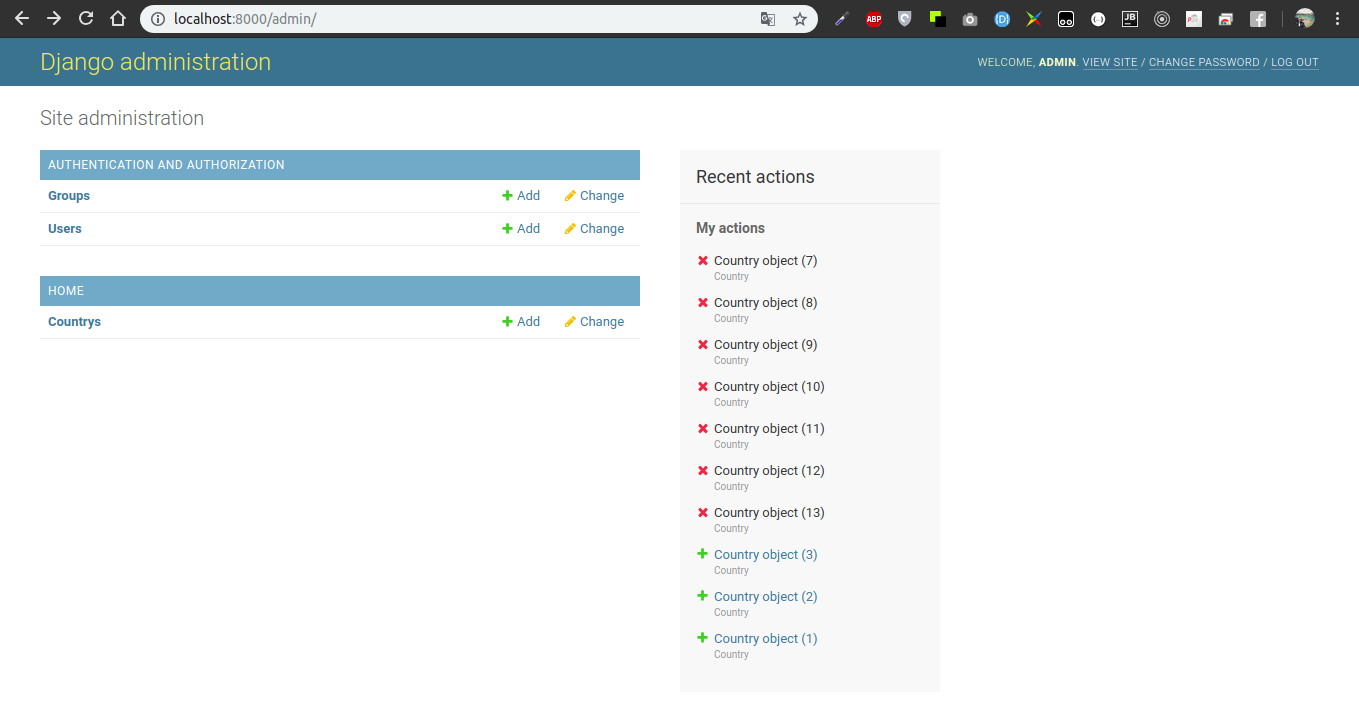 localhost:8000/admin/
ABP
JB
Django administration
WELCOME, ADMIN. VIEW SITE / CHANGE PASSWORD / LOG OUT
Site administration
AUTHENTICATION AND AUTHORIZATION
Groups Add Change
Users Add Change
HOME
Countrys Add Change
Recent actions
My actions
Country object (7)
Country
Country object (8)
Country
Country object (9)
Country
Country object (10)
Country
Country object (11)
Country
Country object (12)
Country
Country object (13)
Country
Country object (3)
Country
Country object (2)
Country
Country object (1)
Country